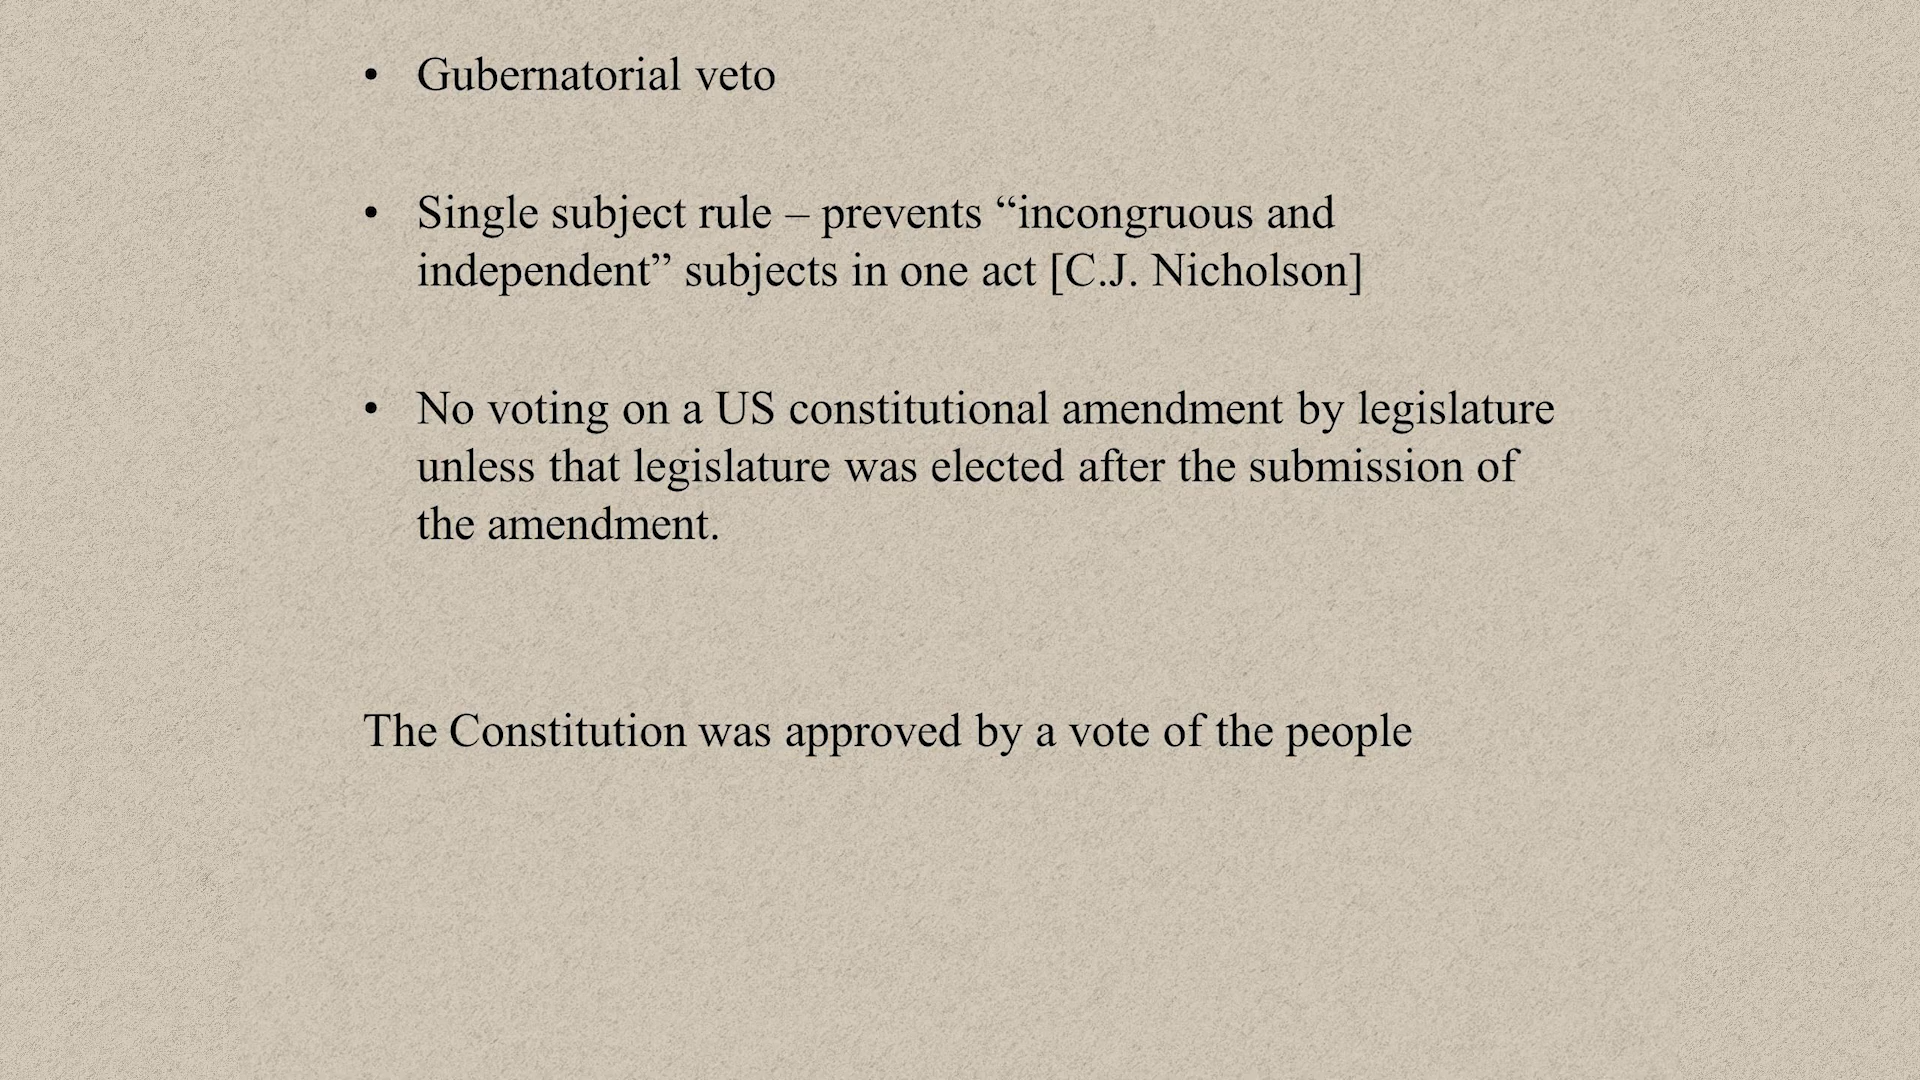 • Gubernatorial veto
• Single subject rule – prevents “incongruous and
independent” subjects in one act [C.J. Nicholson]
• No voting on a US constitutional amendment by legislature
unless that legislature was elected after the submission of
the amendment.
The Constitution was approved by a vote of the people